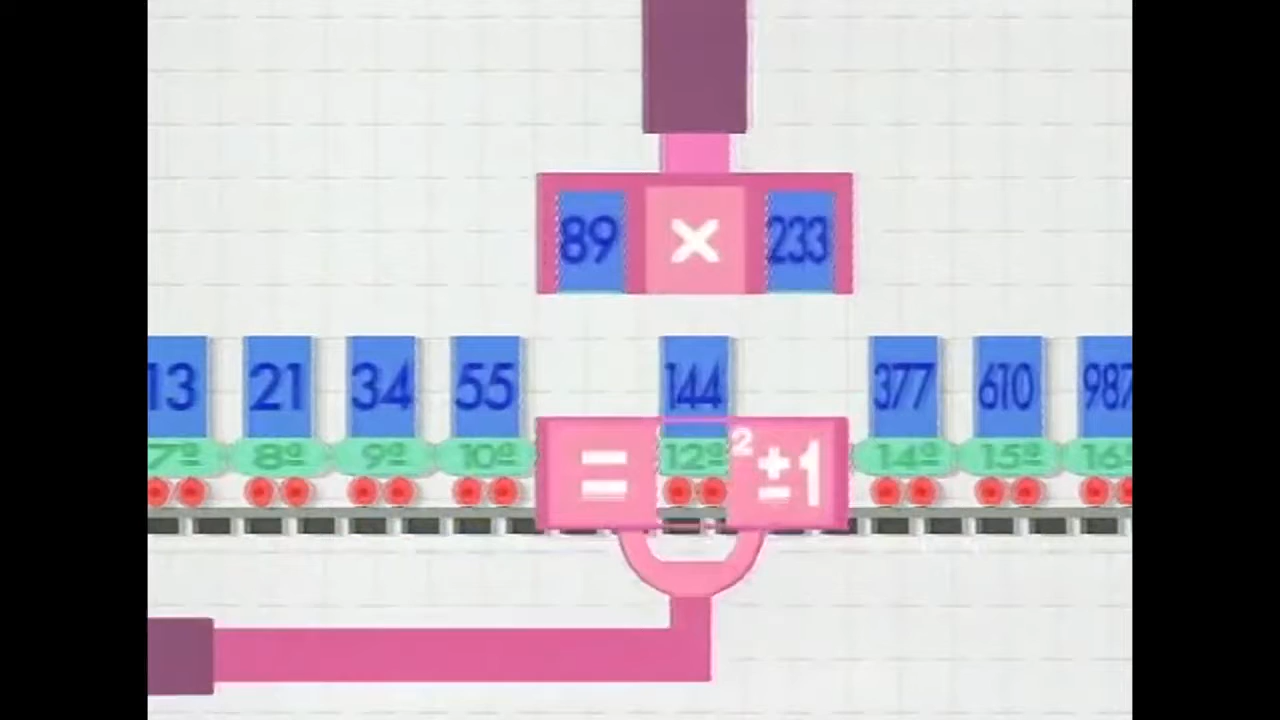 89 × 233
13 21 34 55 144 377 610 987
7º 8º 9º 10º = 12º ² ±1 14º 15º 16º